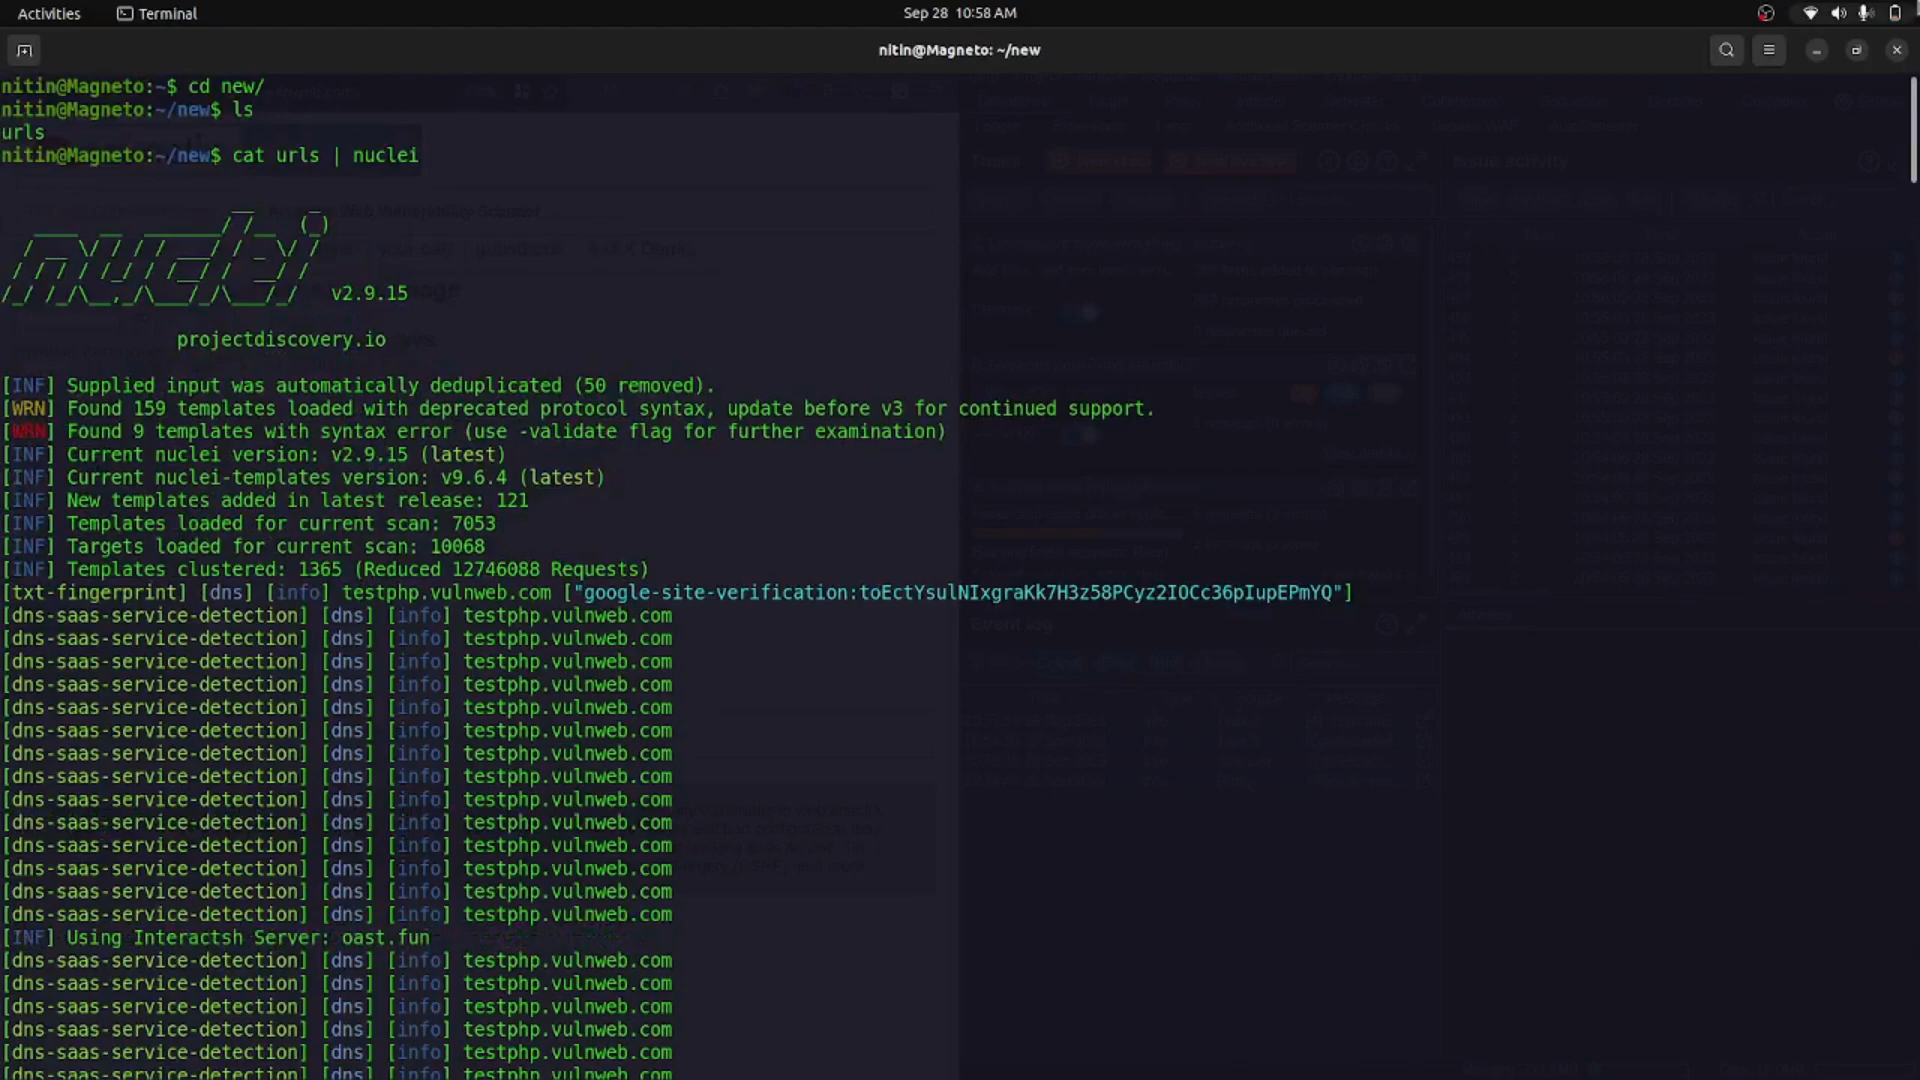 Activities
Terminal
Sep 28 10:58 AM
nitin@Magneto: ~/new
nitin@Magneto:~$ cd new/
nitin@Magneto:~/new$ ls
urls
nitin@Magneto:~/new$ cat urls | nuclei
nuclei v2.9.15
projectdiscovery.io
[INF] Supplied input was automatically deduplicated (50 removed).
[WRN] Found 159 templates loaded with deprecated protocol syntax, update before v3 for continued support.
[WRN] Found 9 templates with syntax error (use -validate flag for further examination)
[INF] Current nuclei version: v2.9.15 (latest)
[INF] Current nuclei-templates version: v9.6.4 (latest)
[INF] New templates added in latest release: 121
[INF] Templates loaded for current scan: 7053
[INF] Targets loaded for current scan: 10068
[INF] Templates clustered: 1365 (Reduced 12746088 Requests)
[txt-fingerprint] [dns] [info] testphp.vulnweb.com ["google-site-verification:toEctYsulNIxgraKk7H3z58PCyz2IOCc36pIupEPmYQ"]
[dns-saas-service-detection] [dns] [info] testphp.vulnweb.com
[dns-saas-service-detection] [dns] [info] testphp.vulnweb.com
[dns-saas-service-detection] [dns] [info] testphp.vulnweb.com
[dns-saas-service-detection] [dns] [info] testphp.vulnweb.com
[dns-saas-service-detection] [dns] [info] testphp.vulnweb.com
[dns-saas-service-detection] [dns] [info] testphp.vulnweb.com
[dns-saas-service-detection] [dns] [info] testphp.vulnweb.com
[dns-saas-service-detection] [dns] [info] testphp.vulnweb.com
[dns-saas-service-detection] [dns] [info] testphp.vulnweb.com
[dns-saas-service-detection] [dns] [info] testphp.vulnweb.com
[dns-saas-service-detection] [dns] [info] testphp.vulnweb.com
[dns-saas-service-detection] [dns] [info] testphp.vulnweb.com
[dns-saas-service-detection] [dns] [info] testphp.vulnweb.com
[dns-saas-service-detection] [dns] [info] testphp.vulnweb.com
[INF] Using Interactsh Server: oast.fun
[dns-saas-service-detection] [dns] [info] testphp.vulnweb.com
[dns-saas-service-detection] [dns] [info] testphp.vulnweb.com
[dns-saas-service-detection] [dns] [info] testphp.vulnweb.com
[dns-saas-service-detection] [dns] [info] testphp.vulnweb.com
[dns-saas-service-detection] [dns] [info] testphp.vulnweb.com
[dns-saas-service-detection] [dns] [info] testphp.vulnweb.com